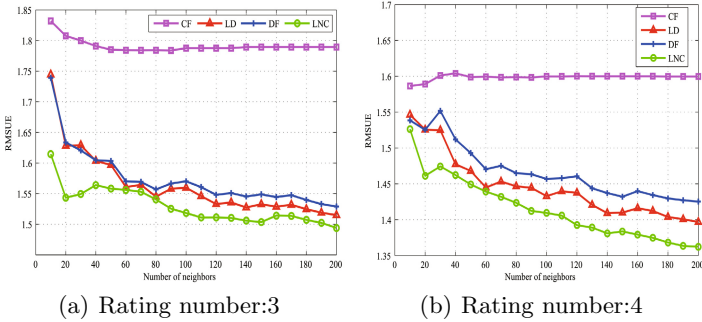 1.85
1.8
1.75
1.7
1.65
1.6
1.55
1.5
RMSUE
CF LD DF LNC
0 20 40 60 80 100 120 140 160 180 200
Number of neighbors
(a) Rating number:3
1.7
1.6
1.55
1.5
1.45
1.4
1.35
RMSUE
CF
LD
DF
LNC
0 20 40 60 80 100 120 140 160 180 200
Number of neighbors
(b) Rating number:4